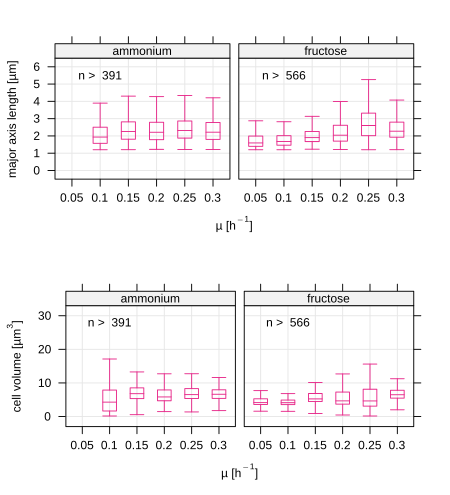 ammonium fructose
major axis length [µm]
6
5
4
3
2
1
0
n > 391 n > 566
0.05 0.1 0.15 0.2 0.25 0.3 0.05 0.1 0.15 0.2 0.25 0.3
µ [h⁻¹]
ammonium fructose
cell volume [µm³]
30
20
10
0
n > 391 n > 566
0.05 0.1 0.15 0.2 0.25 0.3 0.05 0.1 0.15 0.2 0.25 0.3
µ [h⁻¹]